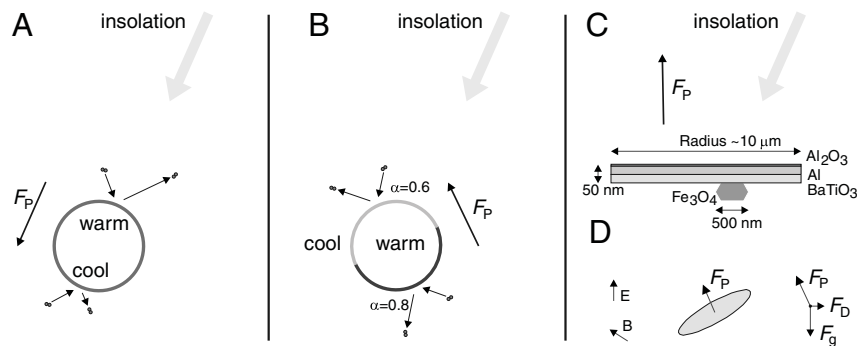 A
insolation
F_P
warm
cool
B
insolation
α=0.6
F_P
cool
warm
α=0.8
C
insolation
F_P
Radius ~10 μm
Al₂O₃
Al
50 nm
BaTiO₃
Fe₃O₄
500 nm
D
E
B
F_P
F_P
F_D
F_g